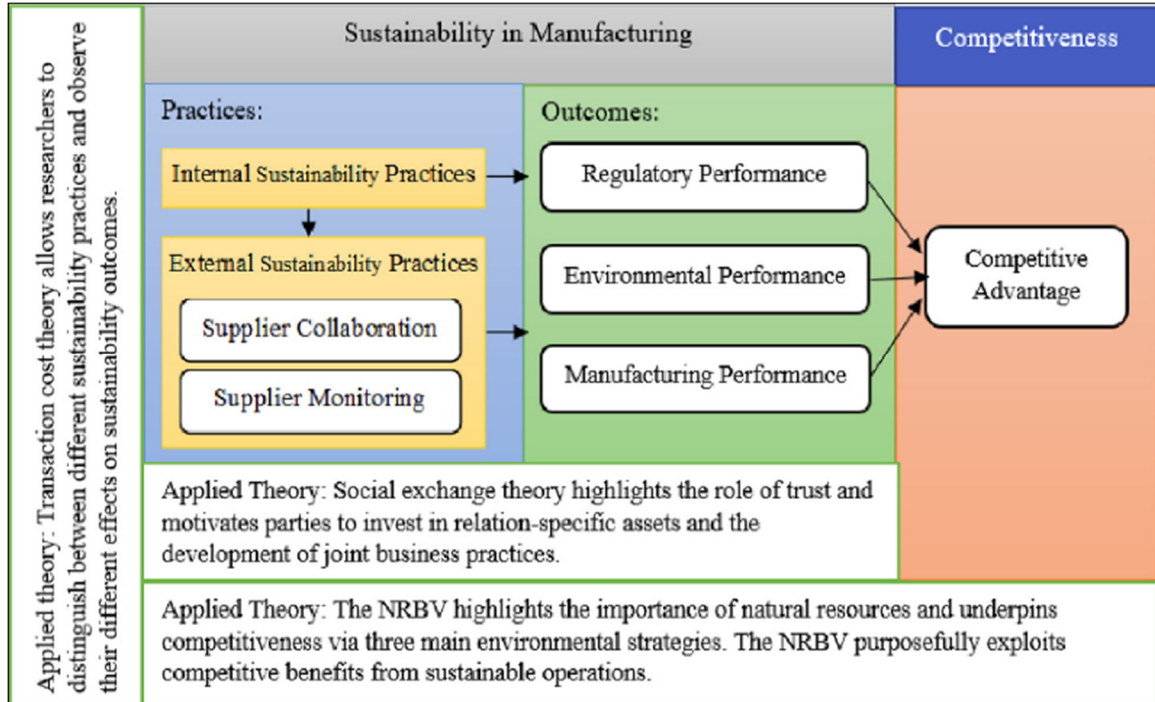 Applied theory: Transaction cost theory allows researchers to
distinguish between different sustainability practices and observe
their different effects on sustainability outcomes.
Sustainability in Manufacturing
Competitiveness
Practices:
Internal Sustainability Practices
External Sustainability Practices
Supplier Collaboration
Supplier Monitoring
Outcomes:
Regulatory Performance
Environmental Performance
Manufacturing Performance
Competitive
Advantage
Applied Theory: Social exchange theory highlights the role of trust and
motivates parties to invest in relation-specific assets and the
development of joint business practices.
Applied Theory: The NRBV highlights the importance of natural resources and underpins
competitiveness via three main environmental strategies. The NRBV purposefully exploits
competitive benefits from sustainable operations.